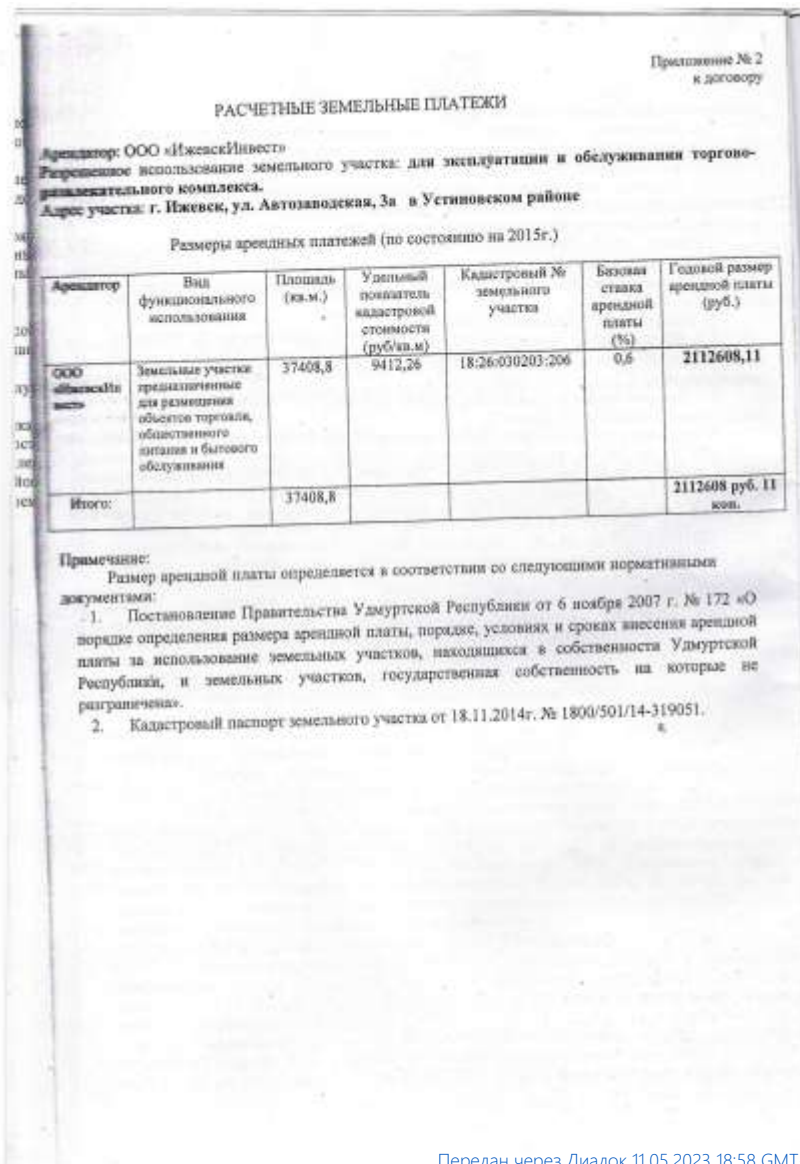 Приложение № 2
к договору
РАСЧЕТНЫЕ ЗЕМЕЛЬНЫЕ ПЛАТЕЖИ
Арендатор: ООО «ИжевскИнвест»
Разрешенное использование земельного участка: для эксплуатации и обслуживания торгово-
развлекательного комплекса.
Адрес участка: г. Ижевск, ул. Автозаводская, 3а в Устиновском районе
Размеры арендных платежей (по состоянию на 2015г.)
Арендатор
Вид
функционального
использования
Площадь
(кв.м.)
Удельный
показатель
кадастровой
стоимости
(руб/кв.м)
Кадастровый №
земельного
участка
Базовая
ставка
арендной
платы
(%)
Годовой размер
арендной платы
(руб.)
ООО
«ИжевскИн
вест»
Земельные участки
предназначенные
для размещения
объектов торговли,
общественного
питания и бытового
обслуживания
37408,8
9412,26
18:26:030203:206
0,6
2112608,11
Итого:
37408,8
2112608 руб. 11
коп.
Примечание:
Размер арендной платы определяется в соответствии со следующими нормативными
документами:
1. Постановление Правительства Удмуртской Республики от 6 ноября 2007 г. № 172 «О
порядке определения размера арендной платы, порядке, условиях и сроках внесения арендной
платы за использование земельных участков, находящихся в собственности Удмуртской
Республики, и земельных участков, государственная собственность на которые не
разграничена».
2. Кадастровый паспорт земельного участка от 18.11.2014г. № 1800/501/14-319051.
Передан через Диадок 11.05.2023 18:58 GMT